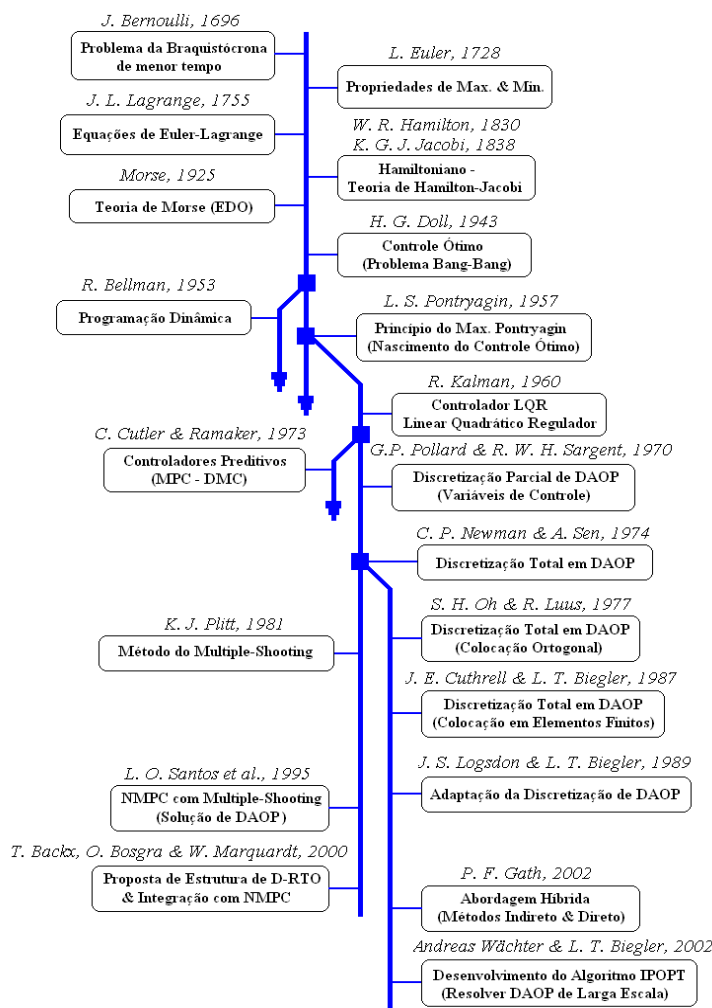 J. Bernoulli, 1696
Problema da Braquistócrona
de menor tempo
L. Euler, 1728
Propriedades de Max. & Min.
J. L. Lagrange, 1755
Equações de Euler-Lagrange
W. R. Hamilton, 1830
K. G. J. Jacobi, 1838
Hamiltoniano -
Teoria de Hamilton-Jacobi
Morse, 1925
Teoria de Morse (EDO)
H. G. Doll, 1943
Controle Ótimo
(Problema Bang-Bang)
R. Bellman, 1953
Programação Dinâmica
L. S. Pontryagin, 1957
Princípio do Max. Pontryagin
(Nascimento do Controle Ótimo)
R. Kalman, 1960
Controlador LQR
Linear Quadrático Regulador
C. Cutler & Ramaker, 1973
Controladores Preditivos
(MPC - DMC)
G.P. Pollard & R. W. H. Sargent, 1970
Discretização Parcial de DAOP
(Variáveis de Controle)
C. P. Newman & A. Sen, 1974
Discretização Total em DAOP
S. H. Oh & R. Luus, 1977
Discretização Total em DAOP
(Colocação Ortogonal)
K. J. Plitt, 1981
Método do Multiple-Shooting
J. E. Cuthrell & L. T. Biegler, 1987
Discretização Total em DAOP
(Colocação em Elementos Finitos)
J. S. Logsdon & L. T. Biegler, 1989
Adaptação da Discretização de DAOP
L. O. Santos et al., 1995
NMPC com Multiple-Shooting
(Solução de DAOP)
T. Backx, O. Bosgra & W. Marquardt, 2000
Proposta de Estrutura de D-RTO
& Integração com NMPC
P. F. Gath, 2002
Abordagem Híbrida
(Métodos Indireto & Direto)
Andreas Wächter & L. T. Biegler, 2002
Desenvolvimento do Algoritmo IPOPT
(Resolver DAOP de Larga Escala)